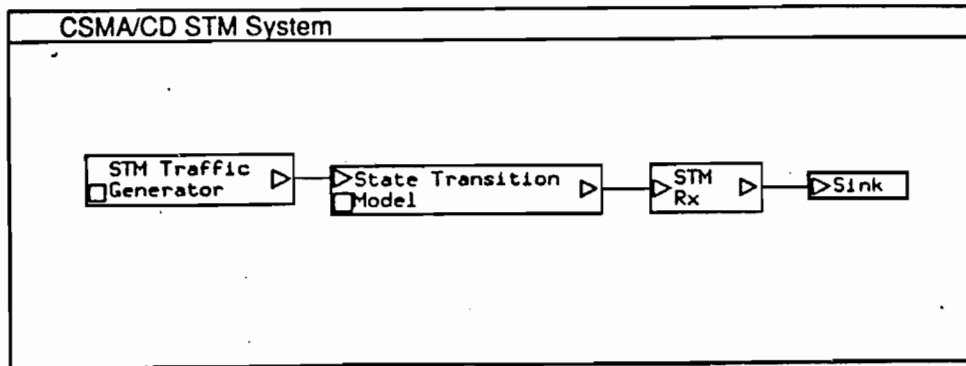 CSMA/CD STM System
STM Traffic
Generator
State Transition
Model
STM
Rx
Sink